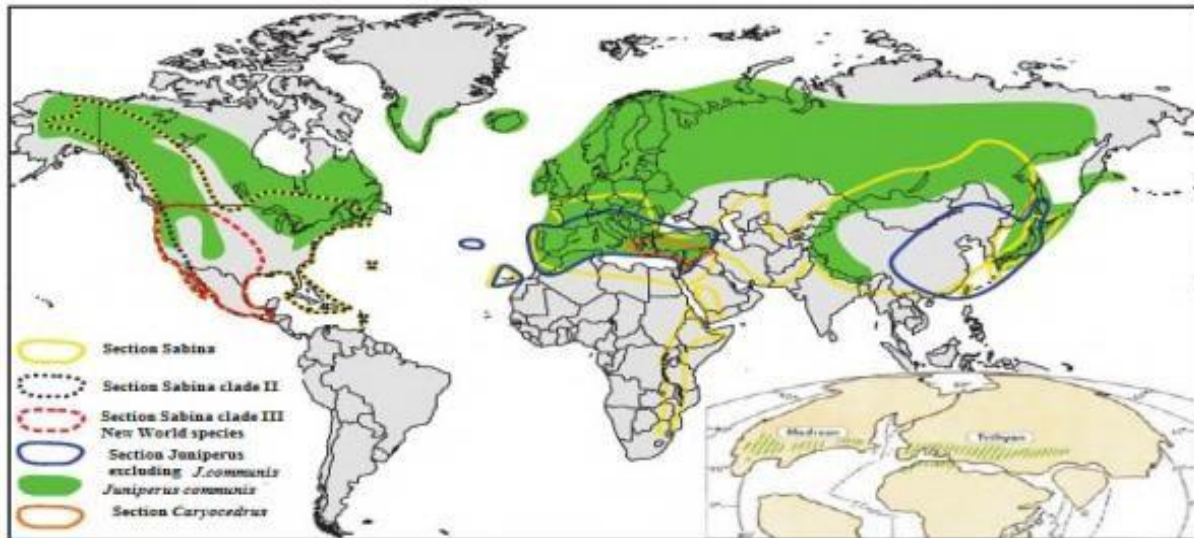 Section Sabina
Section Sabina clade II
Section Sabina clade III
New World species
Section Juniperus
excluding J.communis
Juniperus communis
Section Caryocedrus
Madrean
Tethyan